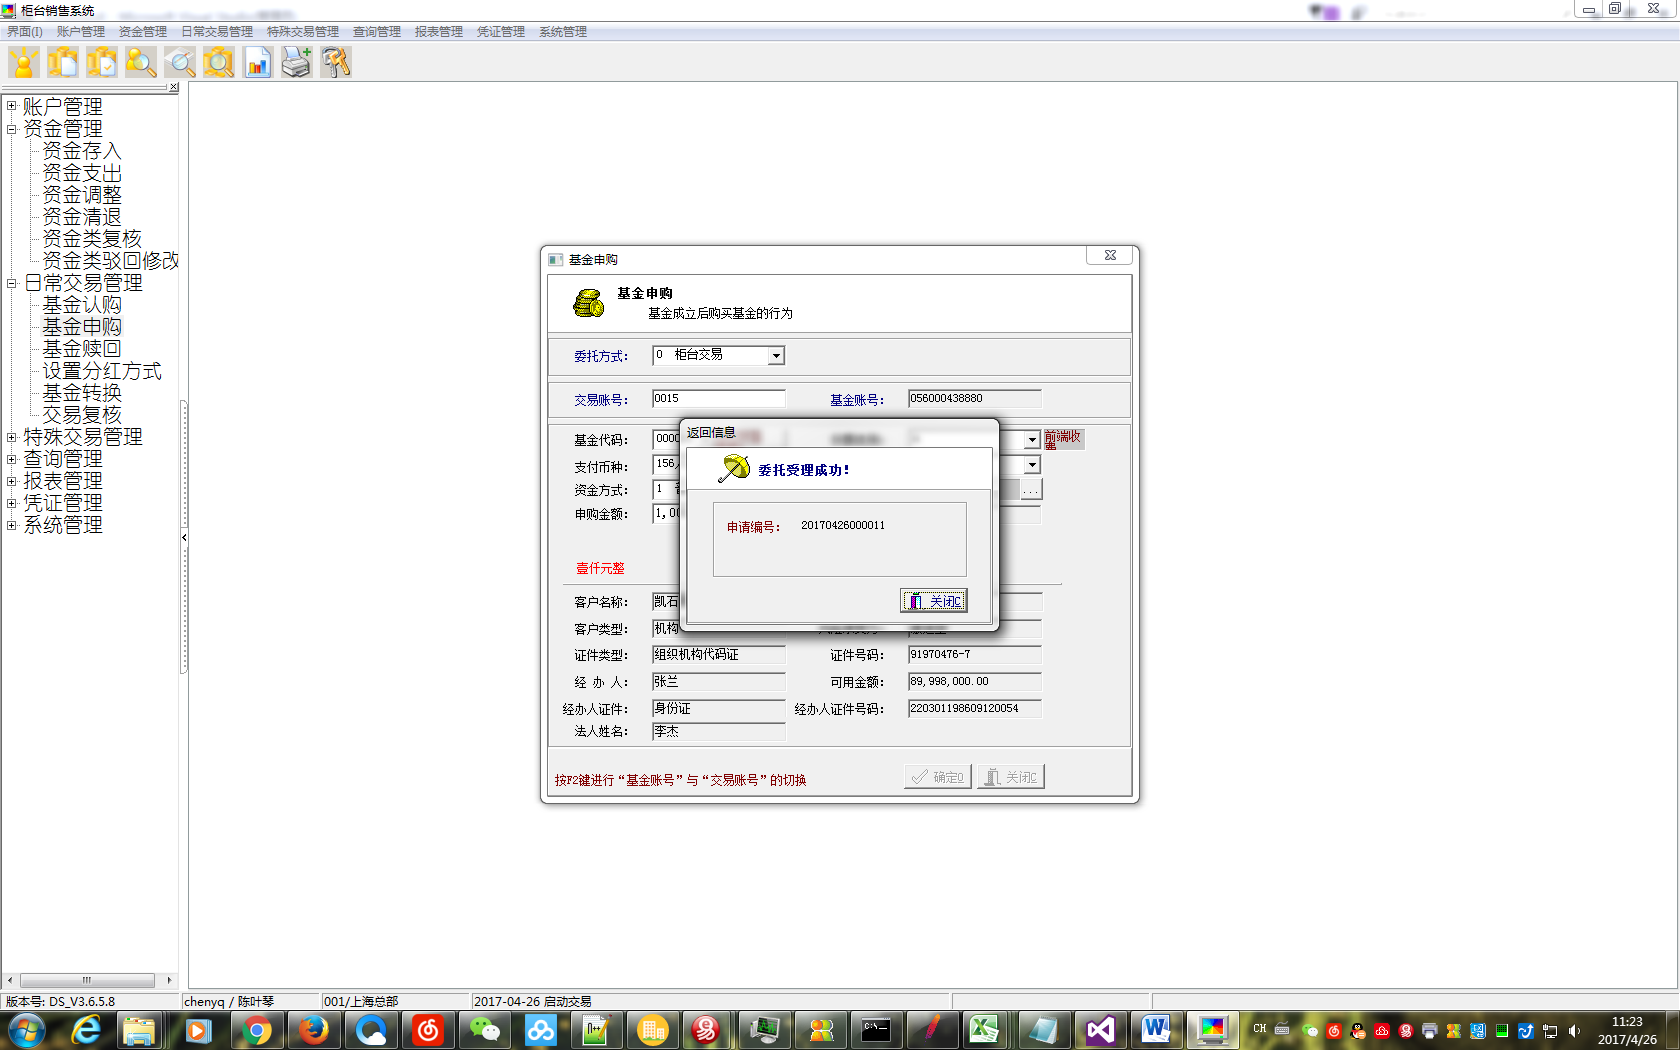 柜台销售系统
界面(I) 账户管理 资金管理 日常交易管理 特殊交易管理 查询管理 报表管理 凭证管理 系统管理
账户管理
资金管理
资金存入
资金支出
资金调整
资金清退
资金类复核
资金类驳回修改
日常交易管理
基金认购
基金申购
基金赎回
设置分红方式
基金转换
交易复核
特殊交易管理
查询管理
报表管理
凭证管理
系统管理
基金申购
基金申购
基金成立后购买基金的行为
委托方式： 0 柜台交易
交易账号： 0015 基金账号： 056000438880
基金代码： 0000 前端收费
支付币种： 156
资金方式： 1 ...
申购金额： 1,00
壹仟元整
返回信息
委托受理成功！
申请编号： 20170426000011
关闭C
客户名称： 凯石
客户类型： 机构
证件类型： 组织机构代码证 证件号码： 91970476-7
经 办 人： 张兰 可用金额： 89,998,000.00
经办人证件： 身份证 经办人证件号码： 220301198609120054
法人姓名： 李杰
按F2键进行“基金账号”与“交易账号”的切换 确定O 关闭C
版本号: DS_V3.6.5.8 chenyq / 陈叶琴 001/上海总部 2017-04-26 启动交易
CH 11:23
2017/4/26